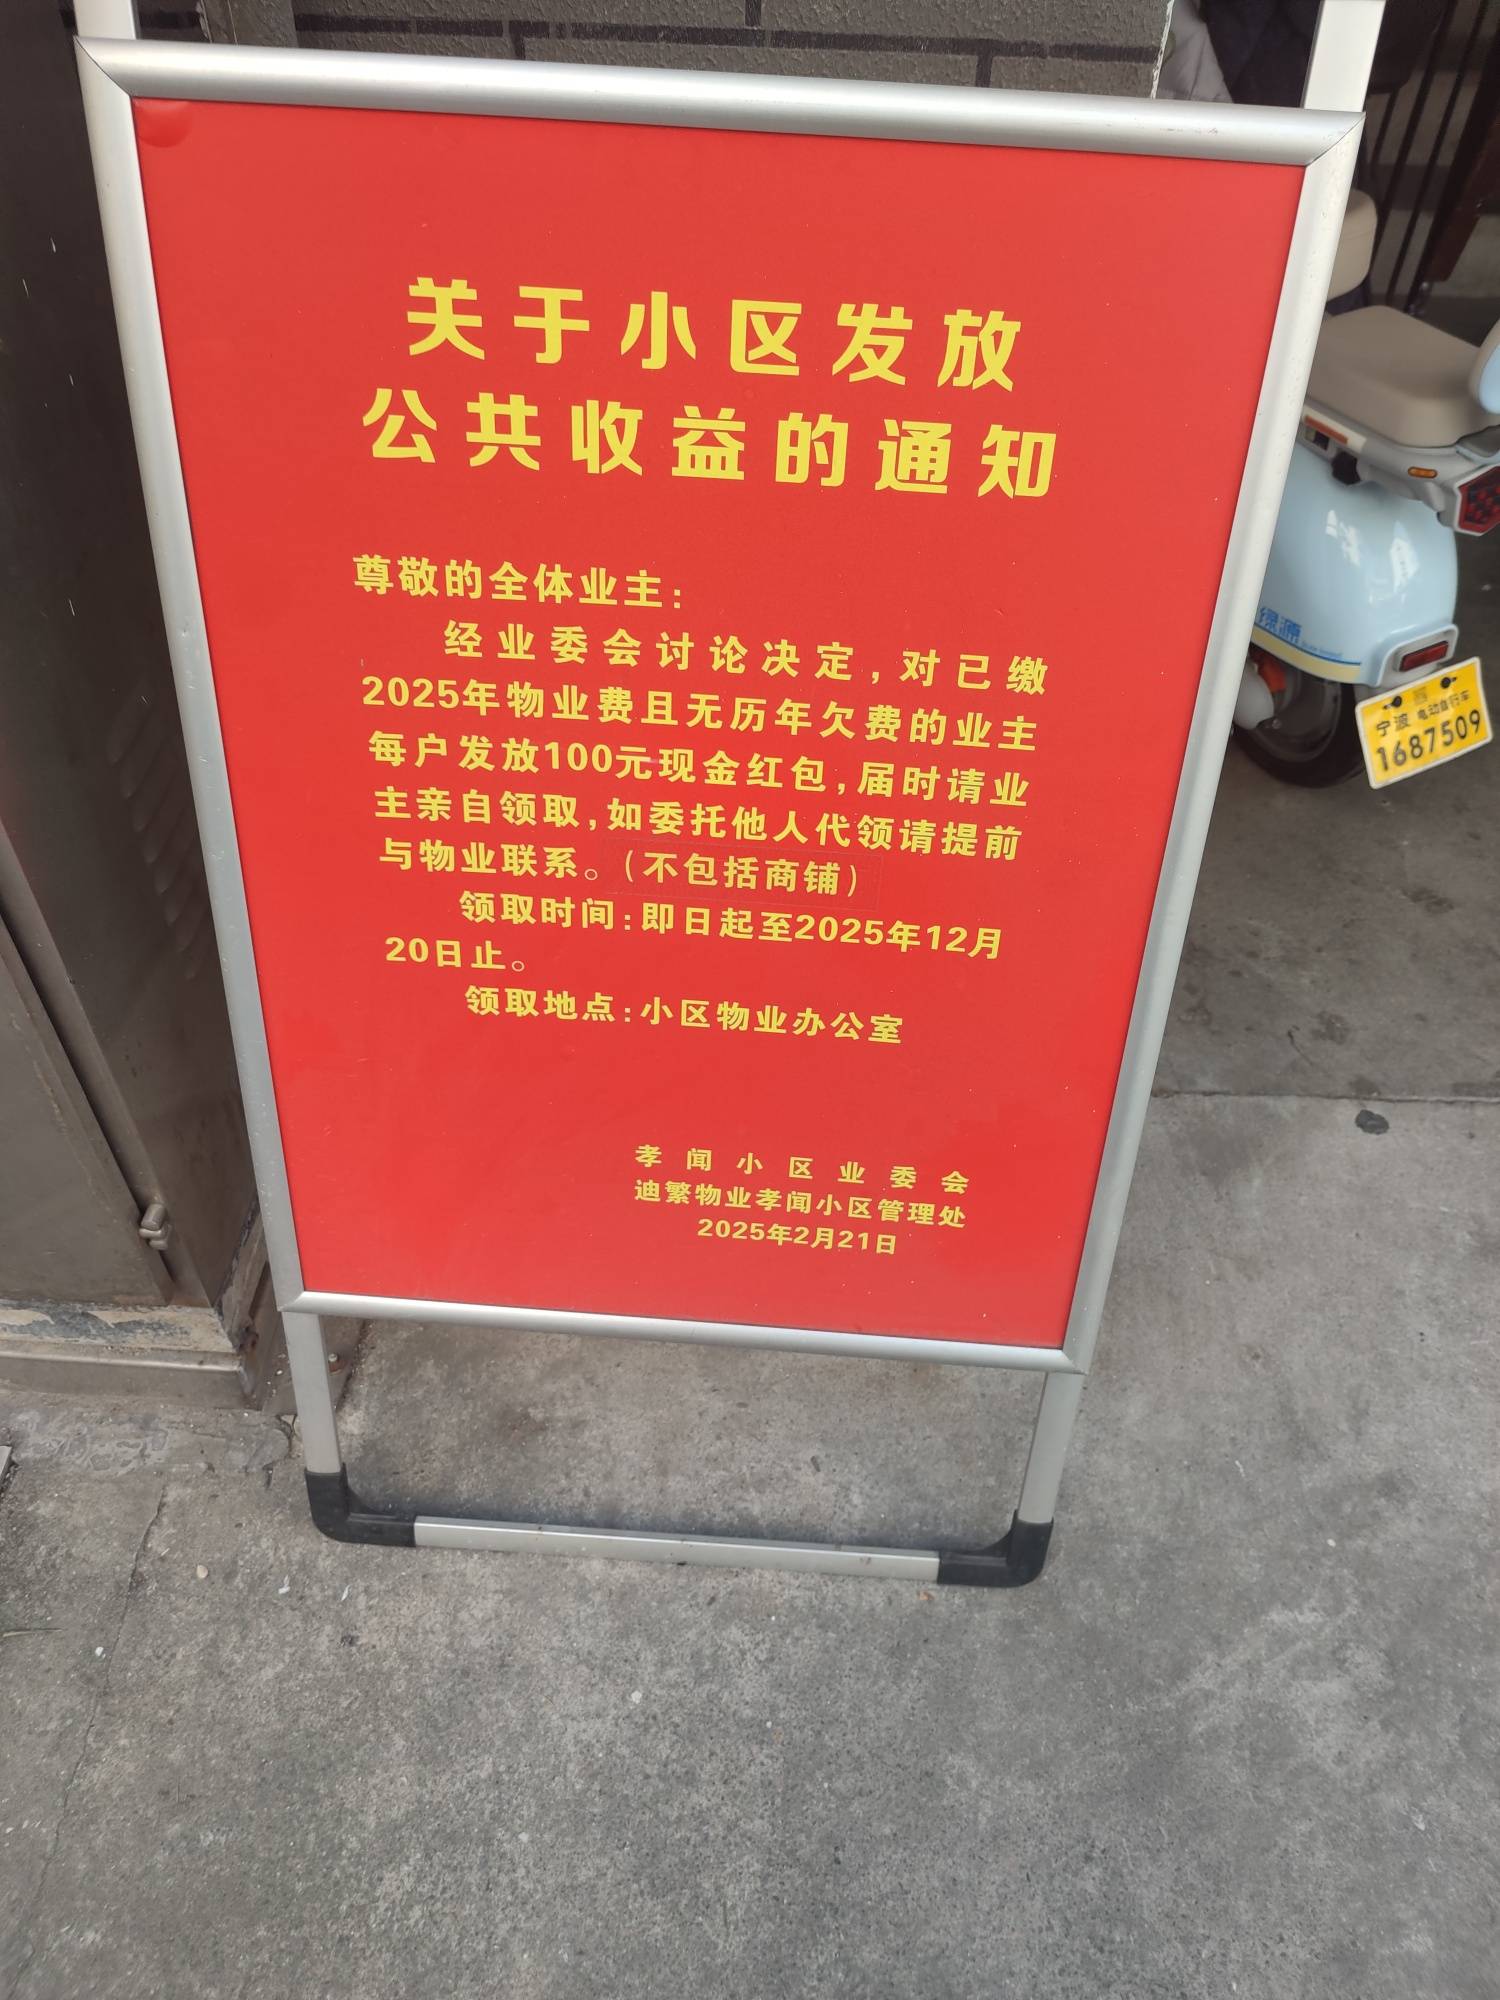 关于小区发放
公共收益的通知
尊敬的全体业主：
经业委会讨论决定，对已缴
2025年物业费且无历年欠费的业主
每户发放100元现金红包，届时请业
主亲自领取，如委托他人代领请提前
与物业联系。（不包括商铺）
领取时间：即日起至2025年12月
20日止。
领取地点：小区物业办公室
孝闻小区业委会
迪繁物业孝闻小区管理处
2025年2月21日
绿源
宁波 电动自行车
1687509